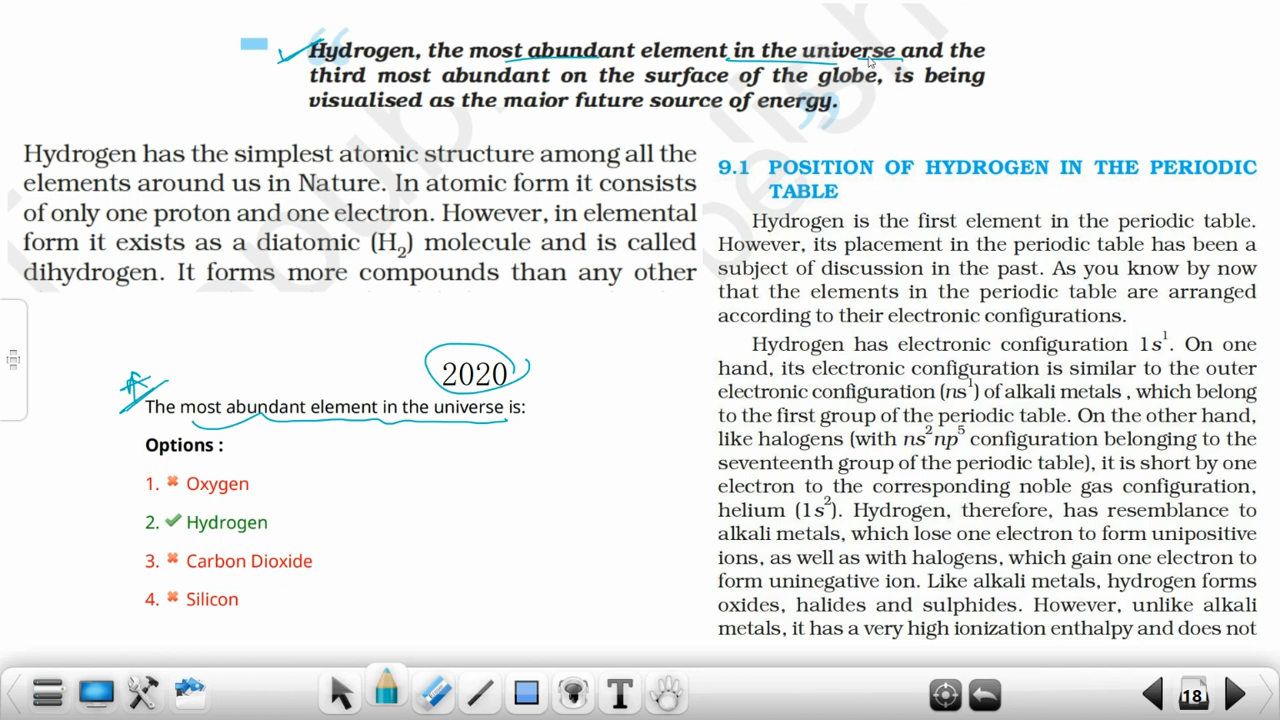 Hydrogen, the most abundant element in the universe and the
third most abundant on the surface of the globe, is being
visualised as the major future source of energy.
Hydrogen has the simplest atomic structure among all the
elements around us in Nature. In atomic form it consists
of only one proton and one electron. However, in elemental
form it exists as a diatomic (H₂) molecule and is called
dihydrogen. It forms more compounds than any other
2020
The most abundant element in the universe is:
Options :
1. Oxygen
2. Hydrogen
3. Carbon Dioxide
4. Silicon
9.1 POSITION OF HYDROGEN IN THE PERIODIC
TABLE
Hydrogen is the first element in the periodic table.
However, its placement in the periodic table has been a
subject of discussion in the past. As you know by now
that the elements in the periodic table are arranged
according to their electronic configurations.
Hydrogen has electronic configuration 1s¹. On one
hand, its electronic configuration is similar to the outer
electronic configuration (ns¹) of alkali metals , which belong
to the first group of the periodic table. On the other hand,
like halogens (with ns²np⁵ configuration belonging to the
seventeenth group of the periodic table), it is short by one
electron to the corresponding noble gas configuration,
helium (1s²). Hydrogen, therefore, has resemblance to
alkali metals, which lose one electron to form unipositive
ions, as well as with halogens, which gain one electron to
form uninegative ion. Like alkali metals, hydrogen forms
oxides, halides and sulphides. However, unlike alkali
metals, it has a very high ionization enthalpy and does not
T
18